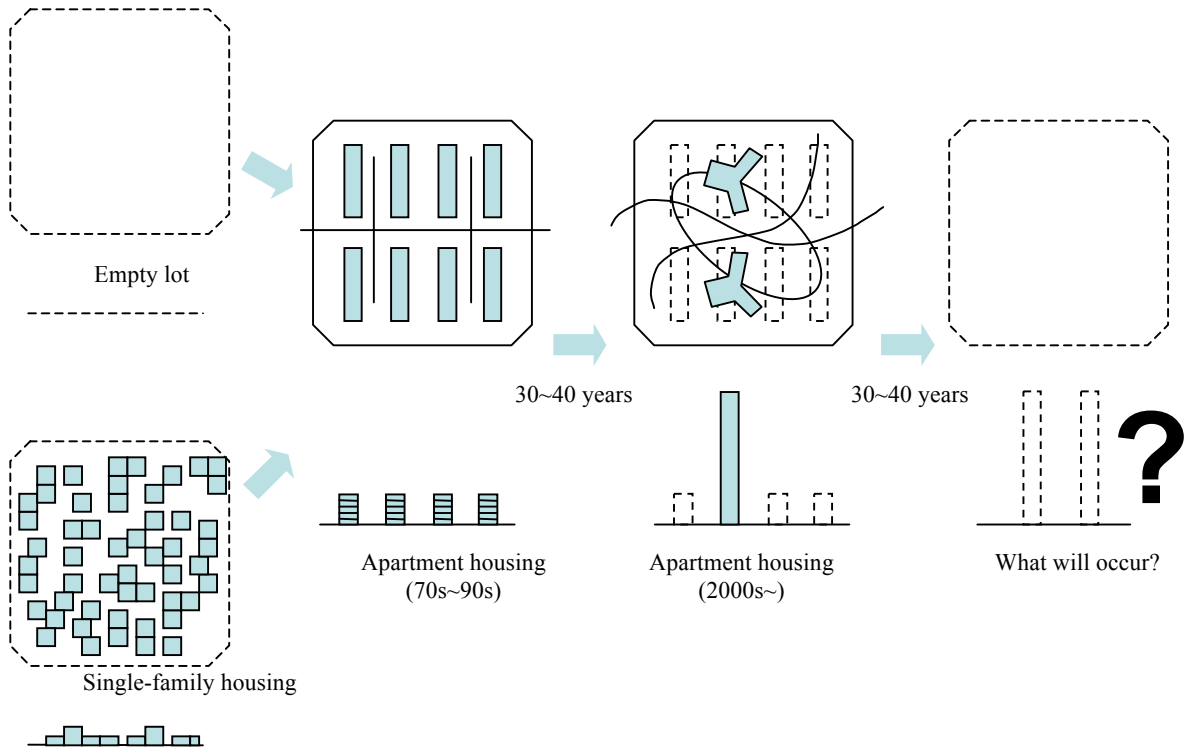 Empty lot
30~40 years
30~40 years
?
Apartment housing
(70s~90s)
Apartment housing
(2000s~)
What will occur?
Single-family housing